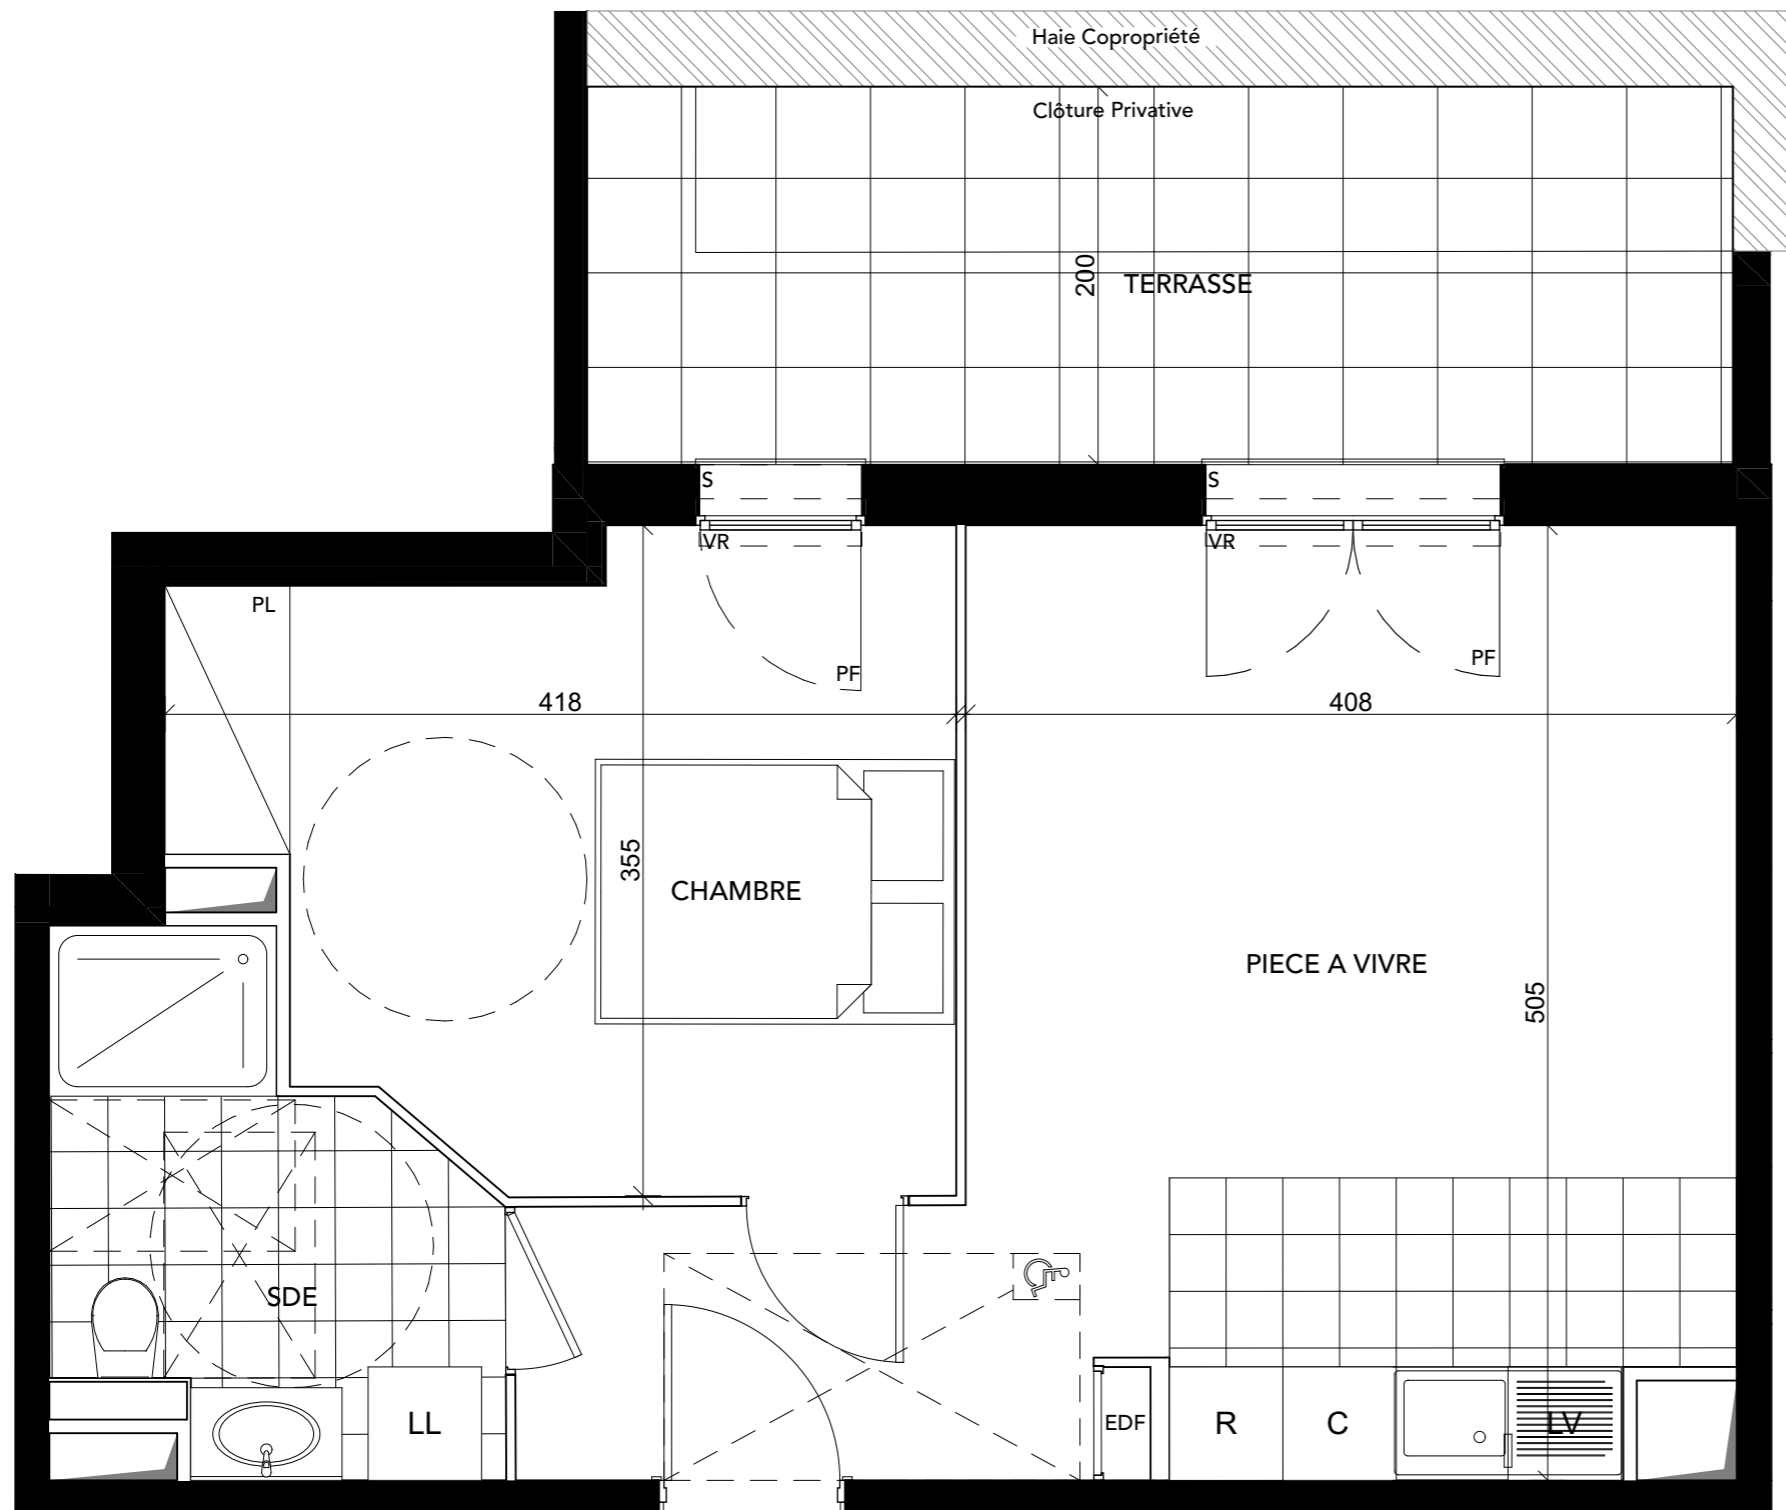 Haie Copropriété
Clôture Privative
200
TERRASSE
S
S
VR
VR
PL
PF
PF
418
408
355
CHAMBRE
PIECE A VIVRE
505
SDE
LL
EDF
R
C
LV